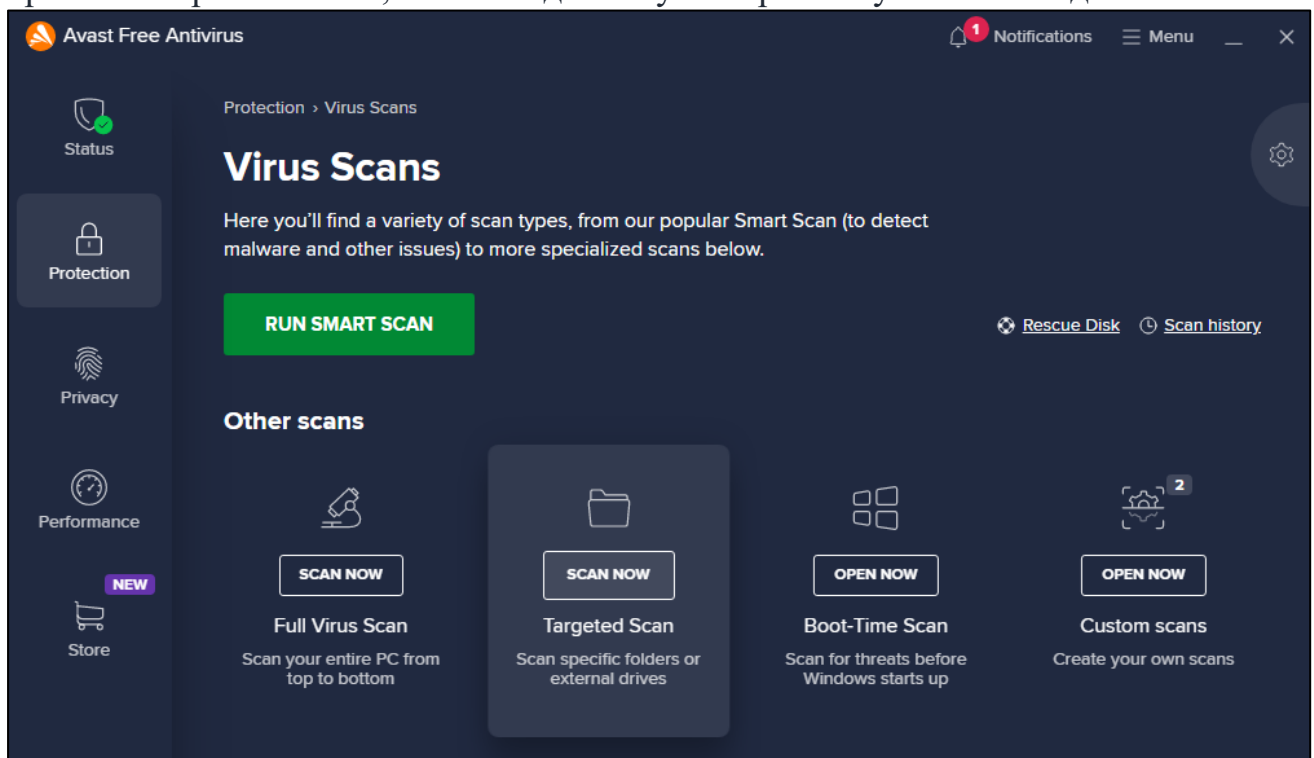 Avast Free Antivirus
1
Notifications
Menu
Status
Protection
Privacy
Performance
NEW
Store
Protection › Virus Scans
Virus Scans
Here you'll find a variety of scan types, from our popular Smart Scan (to detect
malware and other issues) to more specialized scans below.
RUN SMART SCAN
Rescue Disk
Scan history
Other scans
SCAN NOW
Full Virus Scan
Scan your entire PC from
top to bottom
SCAN NOW
Targeted Scan
Scan specific folders or
external drives
OPEN NOW
Boot-Time Scan
Scan for threats before
Windows starts up
2
OPEN NOW
Custom scans
Create your own scans